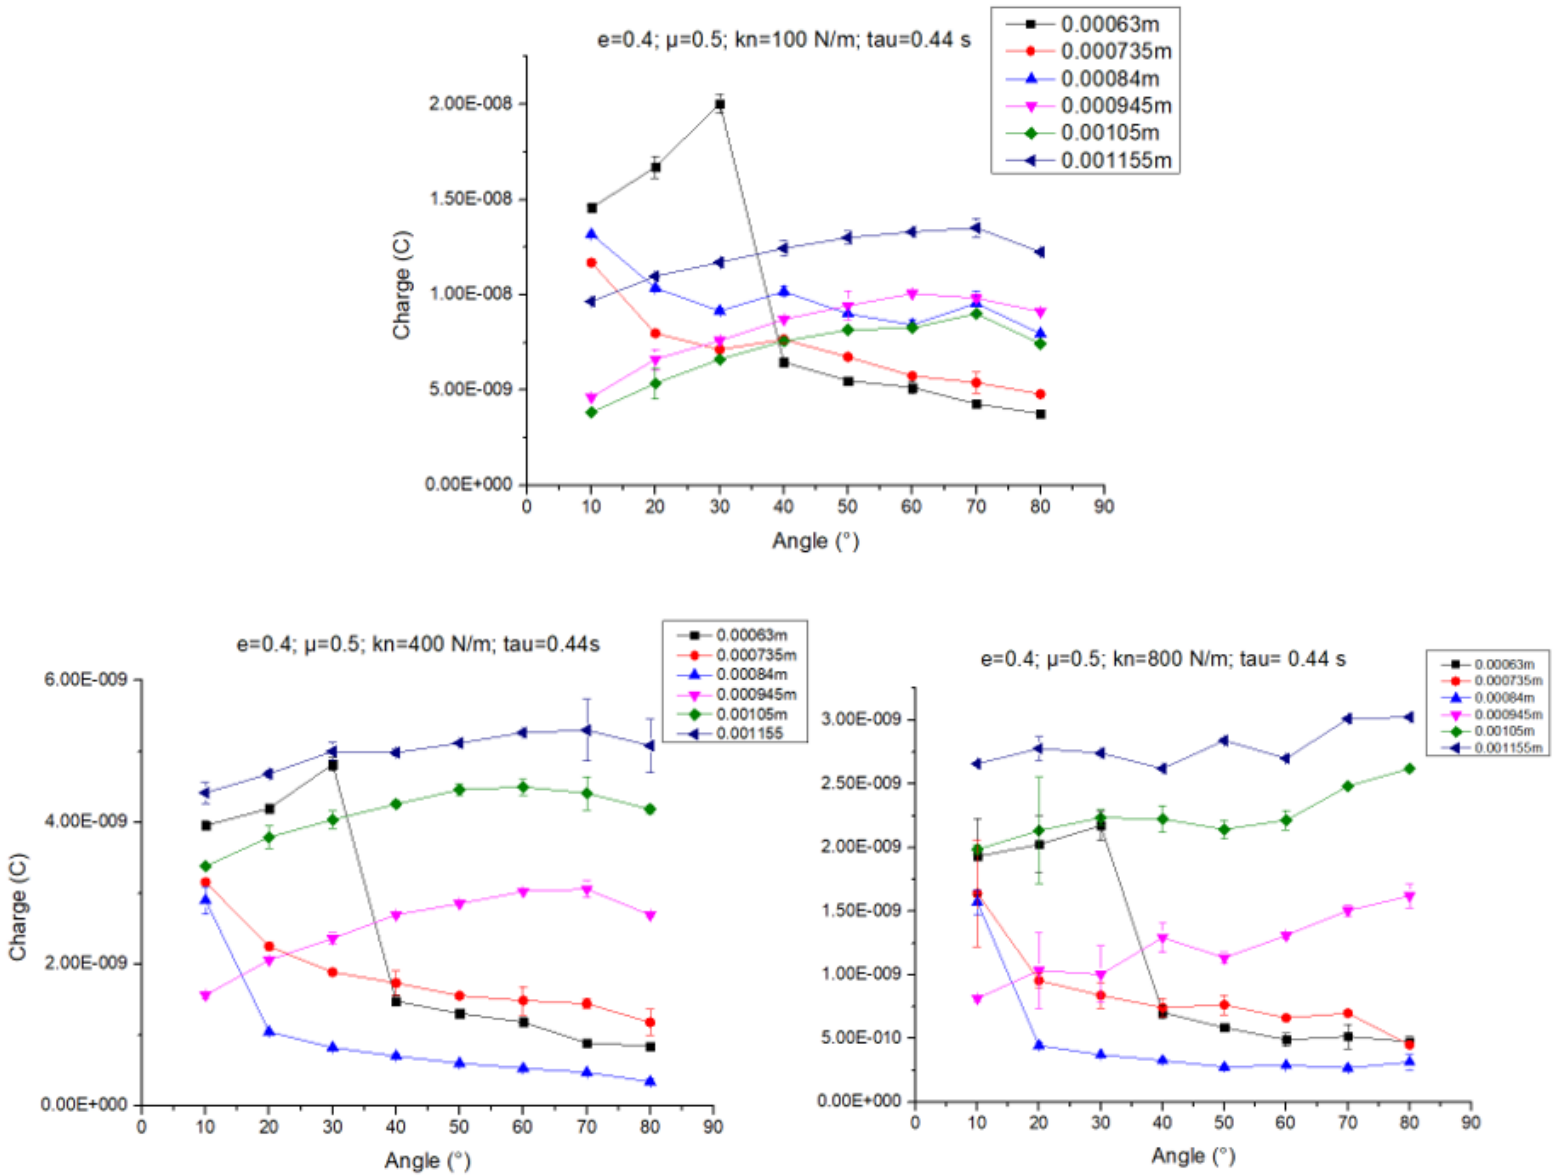 e=0.4; μ=0.5; kn=100 N/m; tau=0.44 s
0.00063m
0.000735m
0.00084m
0.000945m
0.00105m
0.001155m
2.00E-008
1.50E-008
1.00E-008
5.00E-009
0.00E+000
Charge (C)
0 10 20 30 40 50 60 70 80 90
Angle (°)
e=0.4; μ=0.5; kn=400 N/m; tau=0.44s
0.00063m
0.000735m
0.00084m
0.000945m
0.00105m
0.001155
6.00E-009
4.00E-009
2.00E-009
0.00E+000
Charge (C)
0 10 20 30 40 50 60 70 80 90
Angle (°)
e=0.4; μ=0.5; kn=800 N/m; tau= 0.44 s
0.00063m
0.000735m
0.00084m
0.000945m
0.00105m
0.001155m
3.00E-009
2.50E-009
2.00E-009
1.50E-009
1.00E-009
5.00E-010
0.00E+000
0 10 20 30 40 50 60 70 80 90
Angle (°)